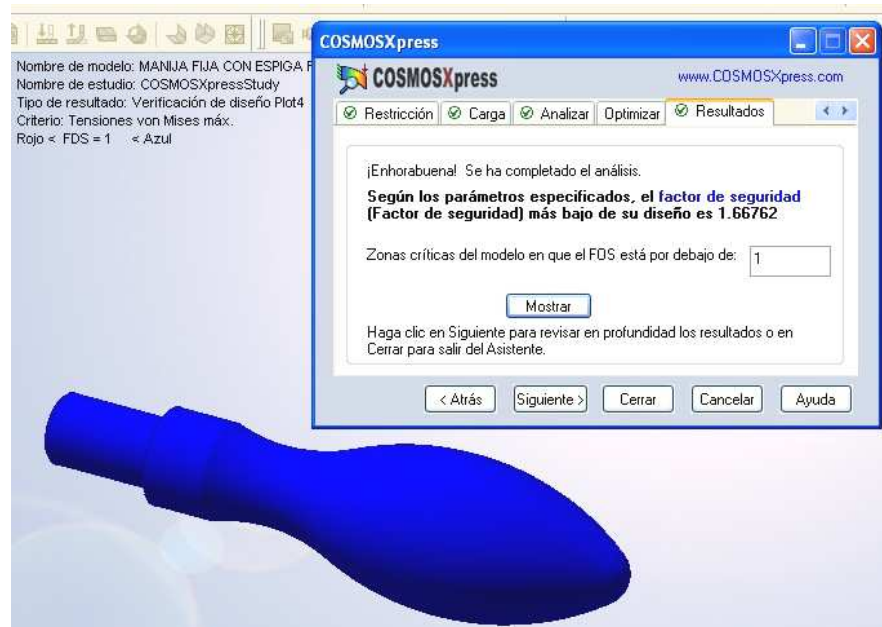 Nombre de modelo: MANIJA FIJA CON ESPIGA F
Nombre de estudio: COSMOSXpressStudy
Tipo de resultado: Verificación de diseño Plot4
Criterio: Tensiones von Mises máx.
Rojo < FDS = 1 < Azul
COSMOSXpress
COSMOSXpress www.COSMOSXpress.com
Restricción Carga Analizar Optimizar Resultados
¡Enhorabuena! Se ha completado el análisis.
Según los parámetros especificados, el factor de seguridad
(Factor de seguridad) más bajo de su diseño es 1.66762
Zonas críticas del modelo en que el FOS está por debajo de: 1
Mostrar
Haga clic en Siguiente para revisar en profundidad los resultados o en
Cerrar para salir del Asistente.
< Atrás Siguiente > Cerrar Cancelar Ayuda